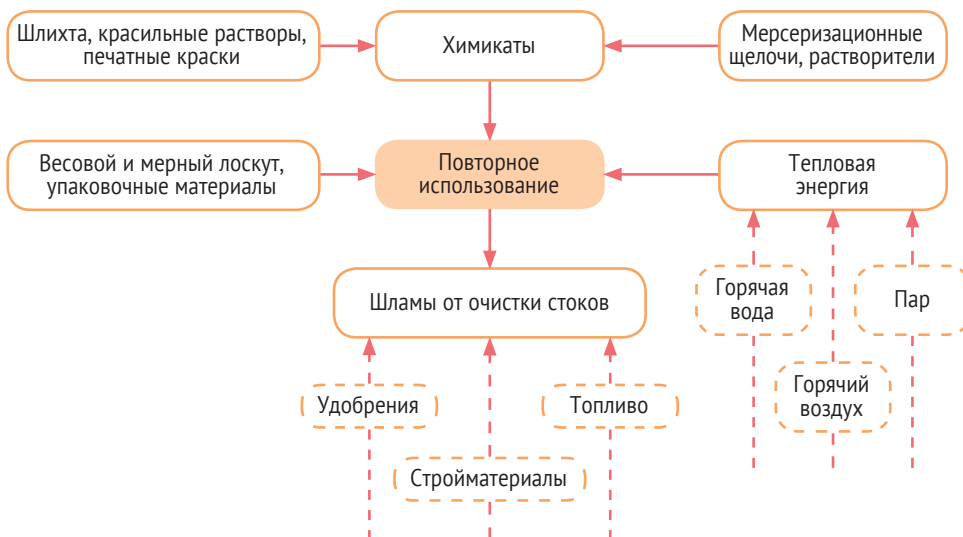 Шлихта, красильные растворы,
печатные краски
Химикаты
Мерсеризационные
щелочи, растворители
Весовой и мерный лоскут,
упаковочные материалы
Повторное
использование
Тепловая
энергия
Шламы от очистки стоков
Горячая
вода
Пар
Горячий
воздух
Удобрения
Топливо
Стройматериалы